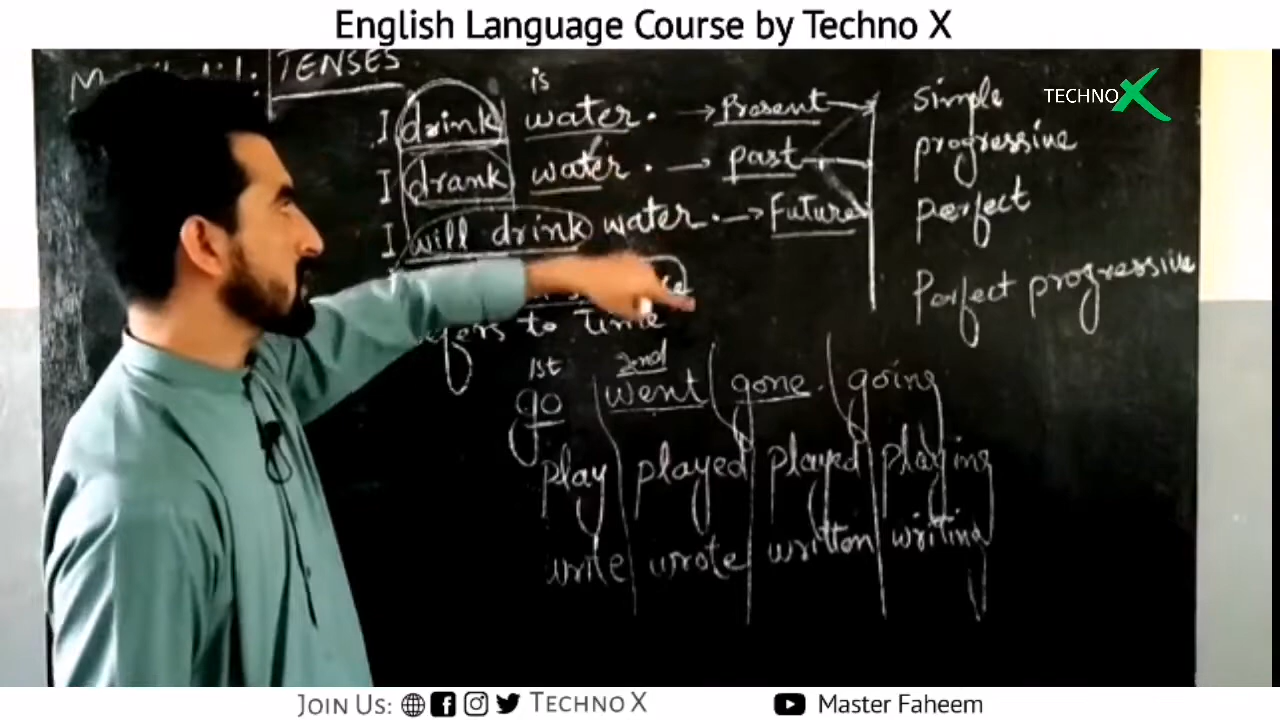 English Language Course by Techno X
TENSES
is
I drink water. → Present → simple
TECHNO X
progressive
I drank water. → past
I will drink water. → Future
perfect
Perfect progressive
to Time
1st 2nd
go went gone. going
play played played playing
write wrote written writing
JOIN US: TECHNO X Master Faheem